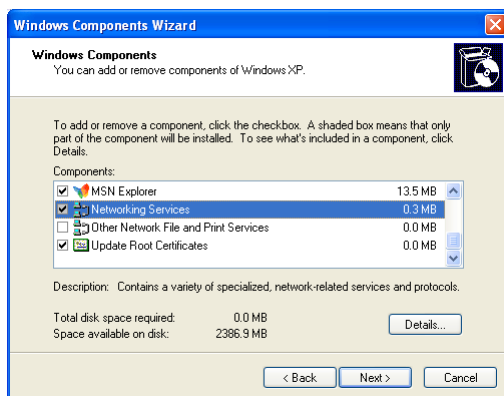 Windows Components Wizard
Windows Components
You can add or remove components of Windows XP.
To add or remove a component, click the checkbox. A shaded box means that only
part of the component will be installed. To see what's included in a component, click
Details.
Components:
MSN Explorer 13.5 MB
Networking Services 0.3 MB
Other Network File and Print Services 0.0 MB
Update Root Certificates 0.0 MB
Description: Contains a variety of specialized, network-related services and protocols.
Total disk space required: 0.0 MB
Space available on disk: 2386.9 MB
Details...
< Back Next > Cancel